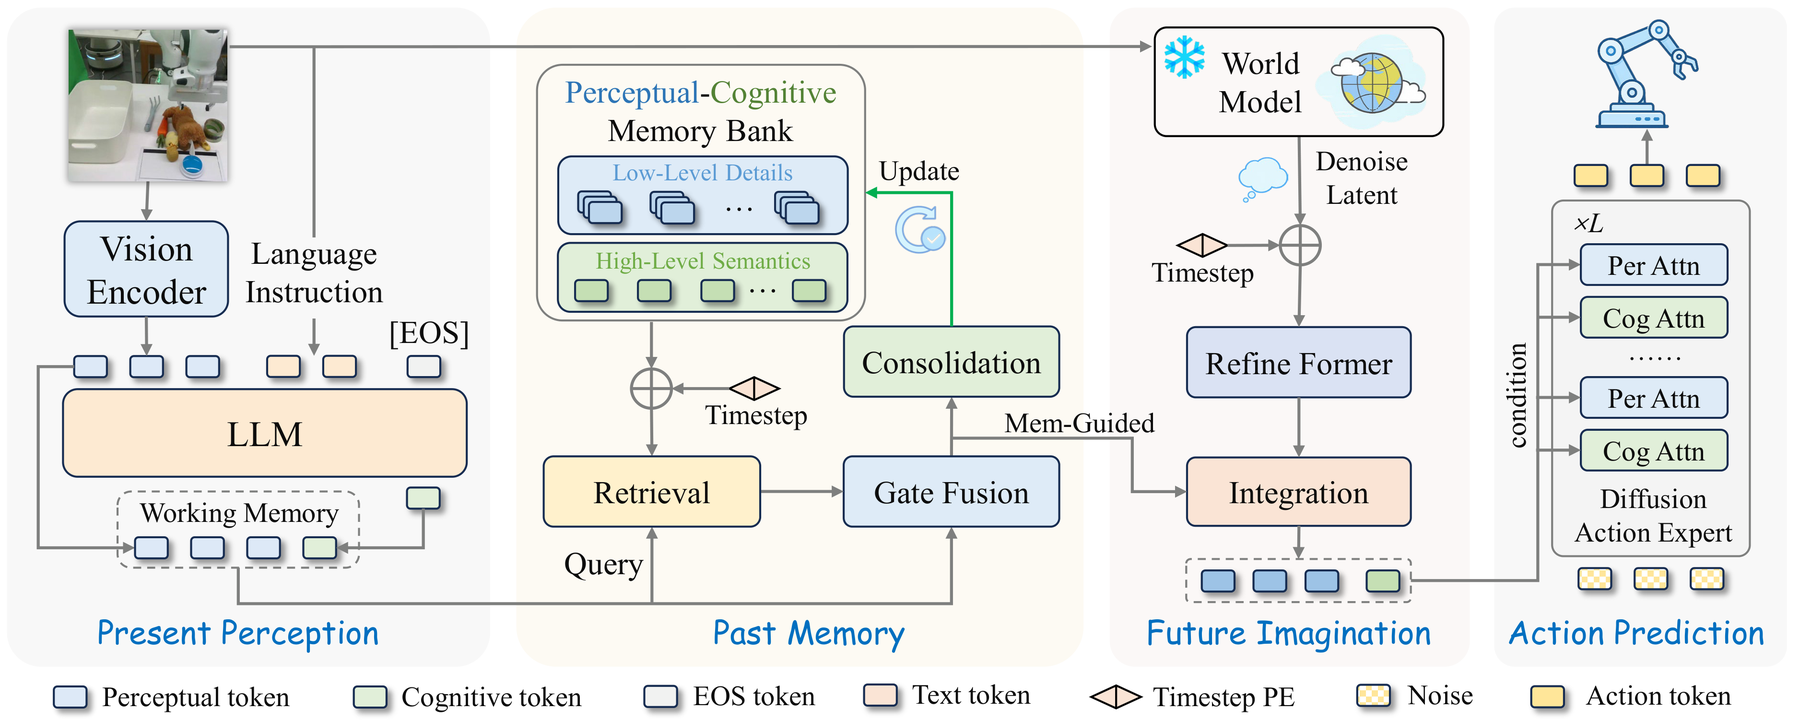 Vision
Encoder
Language
Instruction
[EOS]
LLM
Working Memory
Present Perception
Perceptual-Cognitive
Memory Bank
Low-Level Details
...
High-Level Semantics
...
Update
Consolidation
Timestep
Retrieval
Gate Fusion
Mem-Guided
Query
Past Memory
World
Model
Denoise
Latent
Timestep
Refine Former
Integration
Future Imagination
×L
Per Attn
Cog Attn
......
Per Attn
Cog Attn
condition
Diffusion
Action Expert
Action Prediction
Perceptual token
Cognitive token
EOS token
Text token
Timestep PE
Noise
Action token